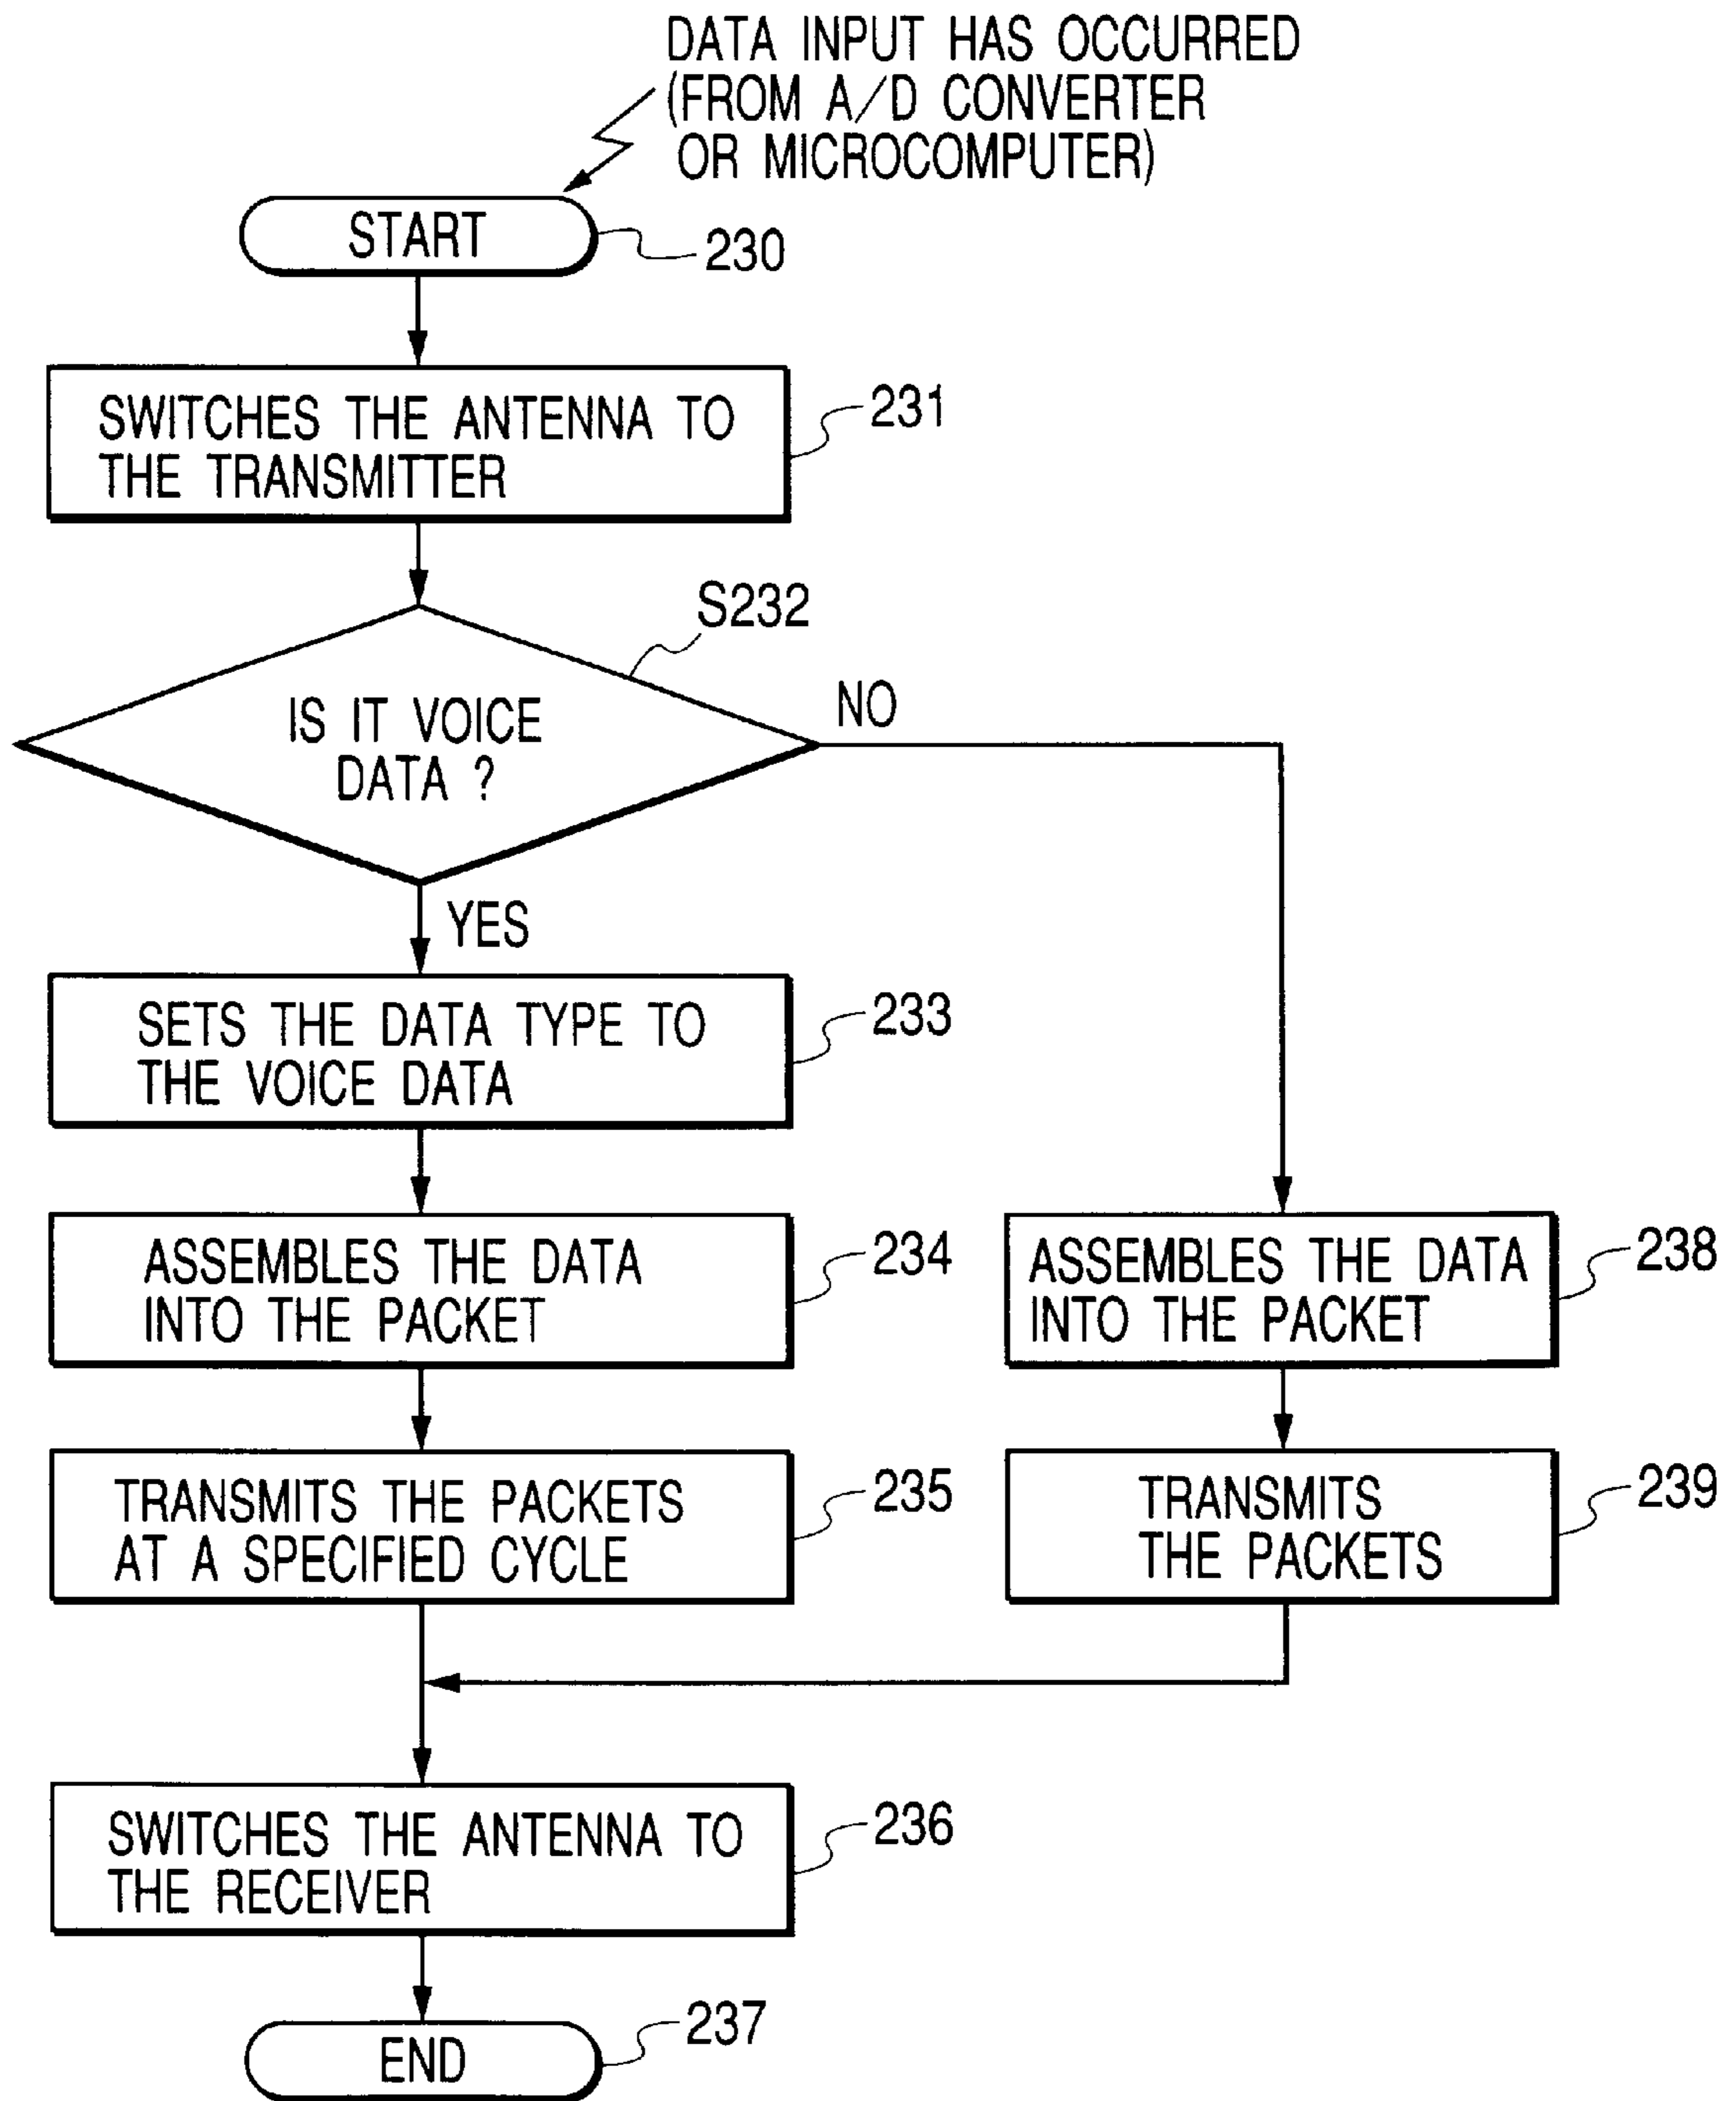 DATA INPUT HAS OCCURRED
(FROM A/D CONVERTER
OR MICROCOMPUTER)
START
230
SWITCHES THE ANTENNA TO
THE TRANSMITTER
231
S232
IS IT VOICE
DATA ?
NO
YES
SETS THE DATA TYPE TO
THE VOICE DATA
233
ASSEMBLES THE DATA
INTO THE PACKET
234
ASSEMBLES THE DATA
INTO THE PACKET
238
TRANSMITS THE PACKETS
AT A SPECIFIED CYCLE
235
TRANSMITS
THE PACKETS
239
SWITCHES THE ANTENNA TO
THE RECEIVER
236
END
237